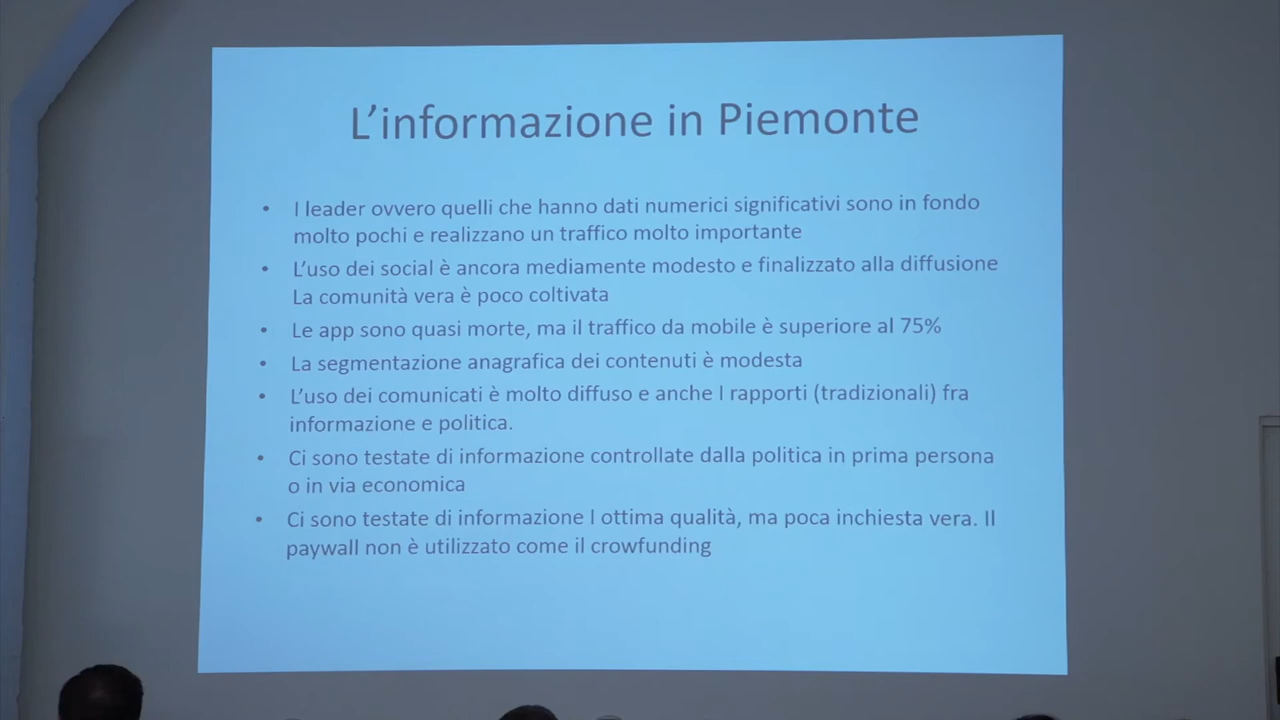 L'informazione in Piemonte
• I leader ovvero quelli che hanno dati numerici significativi sono in fondo
molto pochi e realizzano un traffico molto importante
• L'uso dei social è ancora mediamente modesto e finalizzato alla diffusione
La comunità vera è poco coltivata
• Le app sono quasi morte, ma il traffico da mobile è superiore al 75%
• La segmentazione anagrafica dei contenuti è modesta
• L'uso dei comunicati è molto diffuso e anche I rapporti (tradizionali) fra
informazione e politica.
• Ci sono testate di informazione controllate dalla politica in prima persona
o in via economica
• Ci sono testate di informazione I ottima qualità, ma poca inchiesta vera. Il
paywall non è utilizzato come il crowfunding